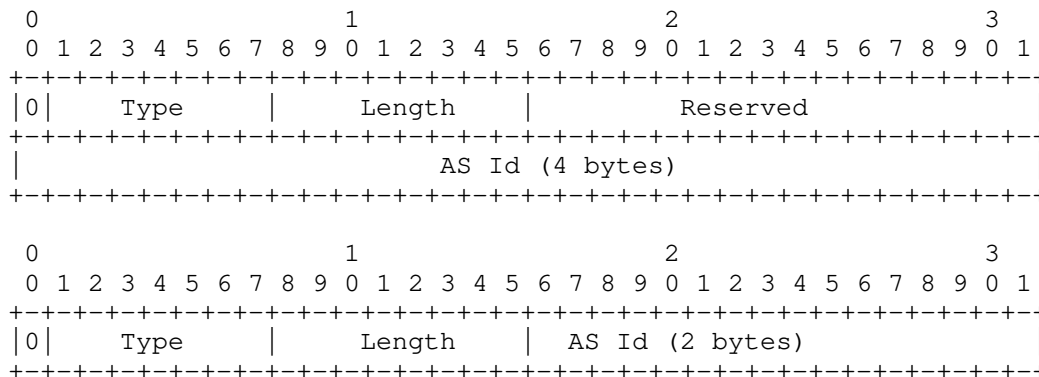 0                   1                   2                   3
 0 1 2 3 4 5 6 7 8 9 0 1 2 3 4 5 6 7 8 9 0 1 2 3 4 5 6 7 8 9 0 1
+-+-+-+-+-+-+-+-+-+-+-+-+-+-+-+-+-+-+-+-+-+-+-+-+-+-+-+-+-+-+-+--
|0|    Type     |     Length    |         Reserved              |
+-+-+-+-+-+-+-+-+-+-+-+-+-+-+-+-+-+-+-+-+-+-+-+-+-+-+-+-+-+-+-+--
|                          AS Id (4 bytes)                      |
+-+-+-+-+-+-+-+-+-+-+-+-+-+-+-+-+-+-+-+-+-+-+-+-+-+-+-+-+-+-+-+--
 0                   1                   2                   3
 0 1 2 3 4 5 6 7 8 9 0 1 2 3 4 5 6 7 8 9 0 1 2 3 4 5 6 7 8 9 0 1
+-+-+-+-+-+-+-+-+-+-+-+-+-+-+-+-+-+-+-+-+-+-+-+-+-+-+-+-+-+-+-+--
|0|    Type     |     Length    |  AS Id (2 bytes)              |
+-+-+-+-+-+-+-+-+-+-+-+-+-+-+-+-+-+-+-+-+-+-+-+-+-+-+-+-+-+-+-+--